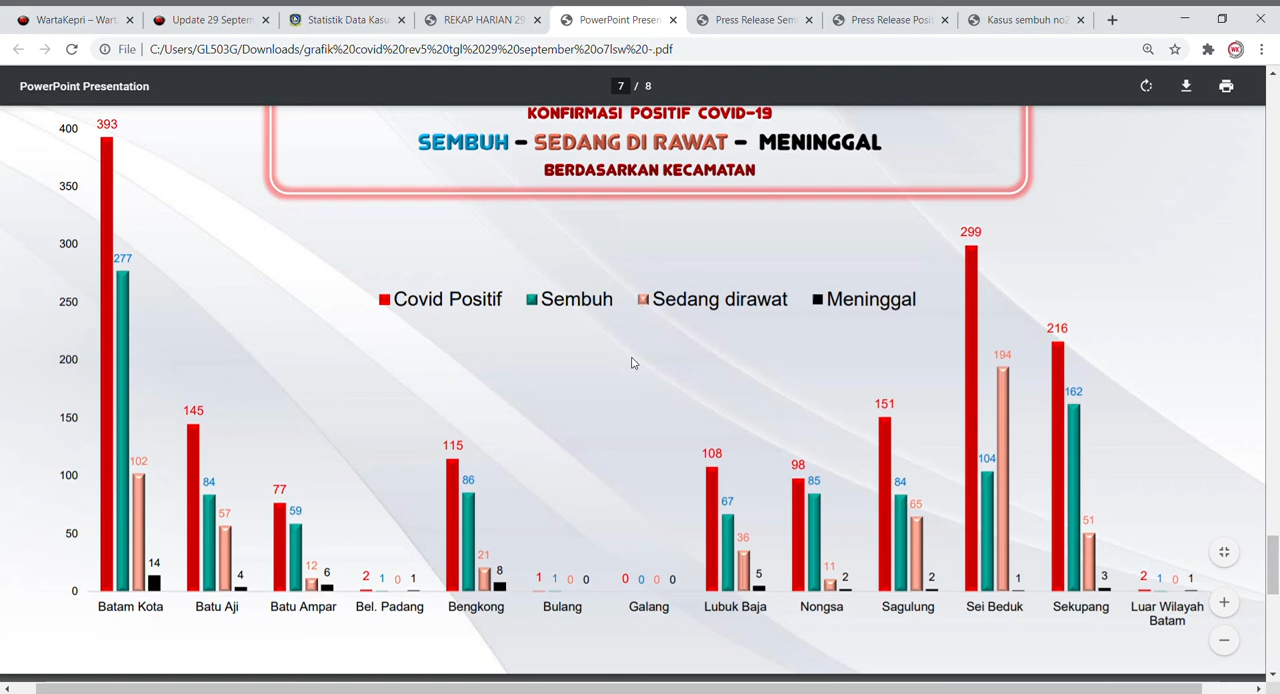 WartaKepri – Wart
Update 29 Septem
Statistik Data Kasu
REKAP HARIAN 29
PowerPoint Presen
Press Release Sem
Press Release Posit
Kasus sembuh no2
File | C:/Users/GL503G/Downloads/grafik%20covid%20rev5%20tgl%2029%20september%20o7lsw%20-.pdf
PowerPoint Presentation
7 / 8
KONFIRMASI POSITIF COVID-19
SEMBUH – SEDANG DI RAWAT – MENINGGAL
BERDASARKAN KECAMATAN
Covid Positif Sembuh Sedang dirawat Meninggal
400
350
300
250
200
150
100
50
0
393 277 102 14
145 84 57 4
77 59 12 6
2 1 0 1
115 86 21 8
1 1 0 0
0 0 0 0
108 67 36 5
98 85 11 2
151 84 65 2
299 104 194 1
216 162 51 3
2 1 0 1
Batam Kota
Batu Aji
Batu Ampar
Bel. Padang
Bengkong
Bulang
Galang
Lubuk Baja
Nongsa
Sagulung
Sei Beduk
Sekupang
Luar Wilayah
Batam